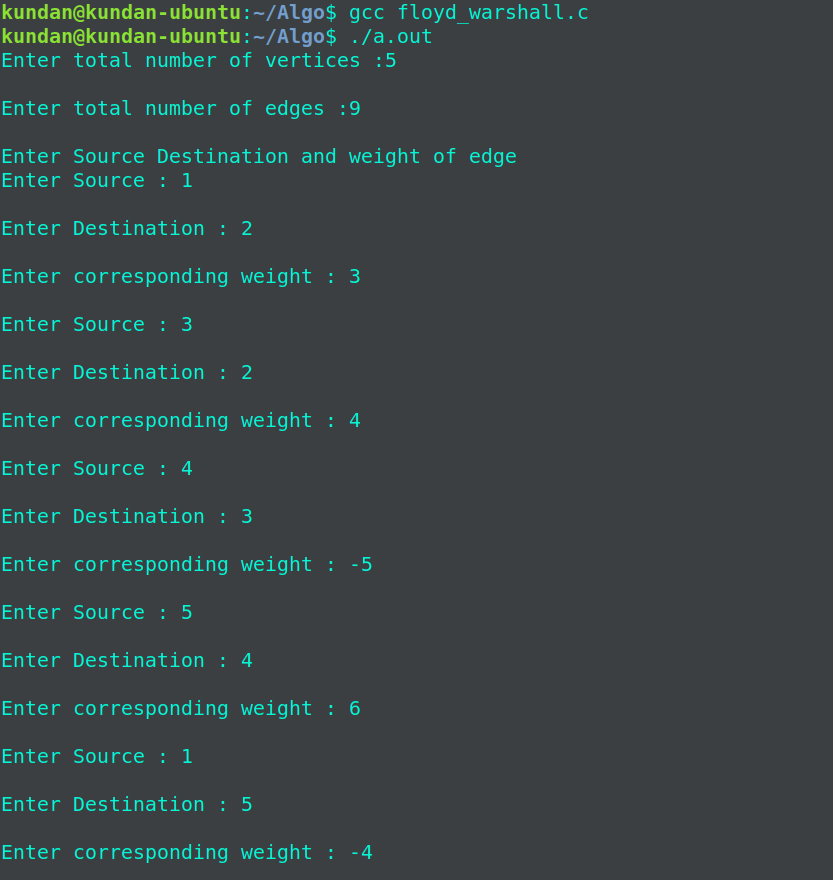 kundan@kundan-ubuntu:~/Algo$ gcc floyd_warshall.c
kundan@kundan-ubuntu:~/Algo$ ./a.out
Enter total number of vertices :5
Enter total number of edges :9
Enter Source Destination and weight of edge
Enter Source : 1
Enter Destination : 2
Enter corresponding weight : 3
Enter Source : 3
Enter Destination : 2
Enter corresponding weight : 4
Enter Source : 4
Enter Destination : 3
Enter corresponding weight : -5
Enter Source : 5
Enter Destination : 4
Enter corresponding weight : 6
Enter Source : 1
Enter Destination : 5
Enter corresponding weight : -4